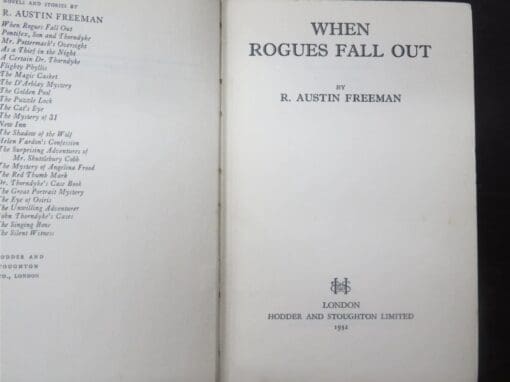 NOVELS AND STORIES BY
R. AUSTIN FREEMAN
When Rogues Fall Out
Pontifex, Son and Thorndyke
Mr. Pottermack's Oversight
As a Thief in the Night
A Certain Dr. Thorndyke
Flighty Phyllis
The Magic Casket
The D'Arblay Mystery
The Golden Pool
The Puzzle Lock
The Cat's Eye
The Mystery of 31
New Inn
The Shadow of the Wolf
Helen Vardon's Confession
The Surprising Adventures of
Mr. Shuttlebury Cobb
The Mystery of Angelina Frood
The Red Thumb Mark
Dr. Thorndyke's Case Book
The Great Portrait Mystery
The Eye of Osiris
The Unwilling Adventurer
John Thorndyke's Cases
The Singing Bone
The Silent Witness
HODDER AND
STOUGHTON
LTD., LONDON
WHEN
ROGUES FALL OUT
BY
R. AUSTIN FREEMAN
LONDON
HODDER AND STOUGHTON LIMITED
1932